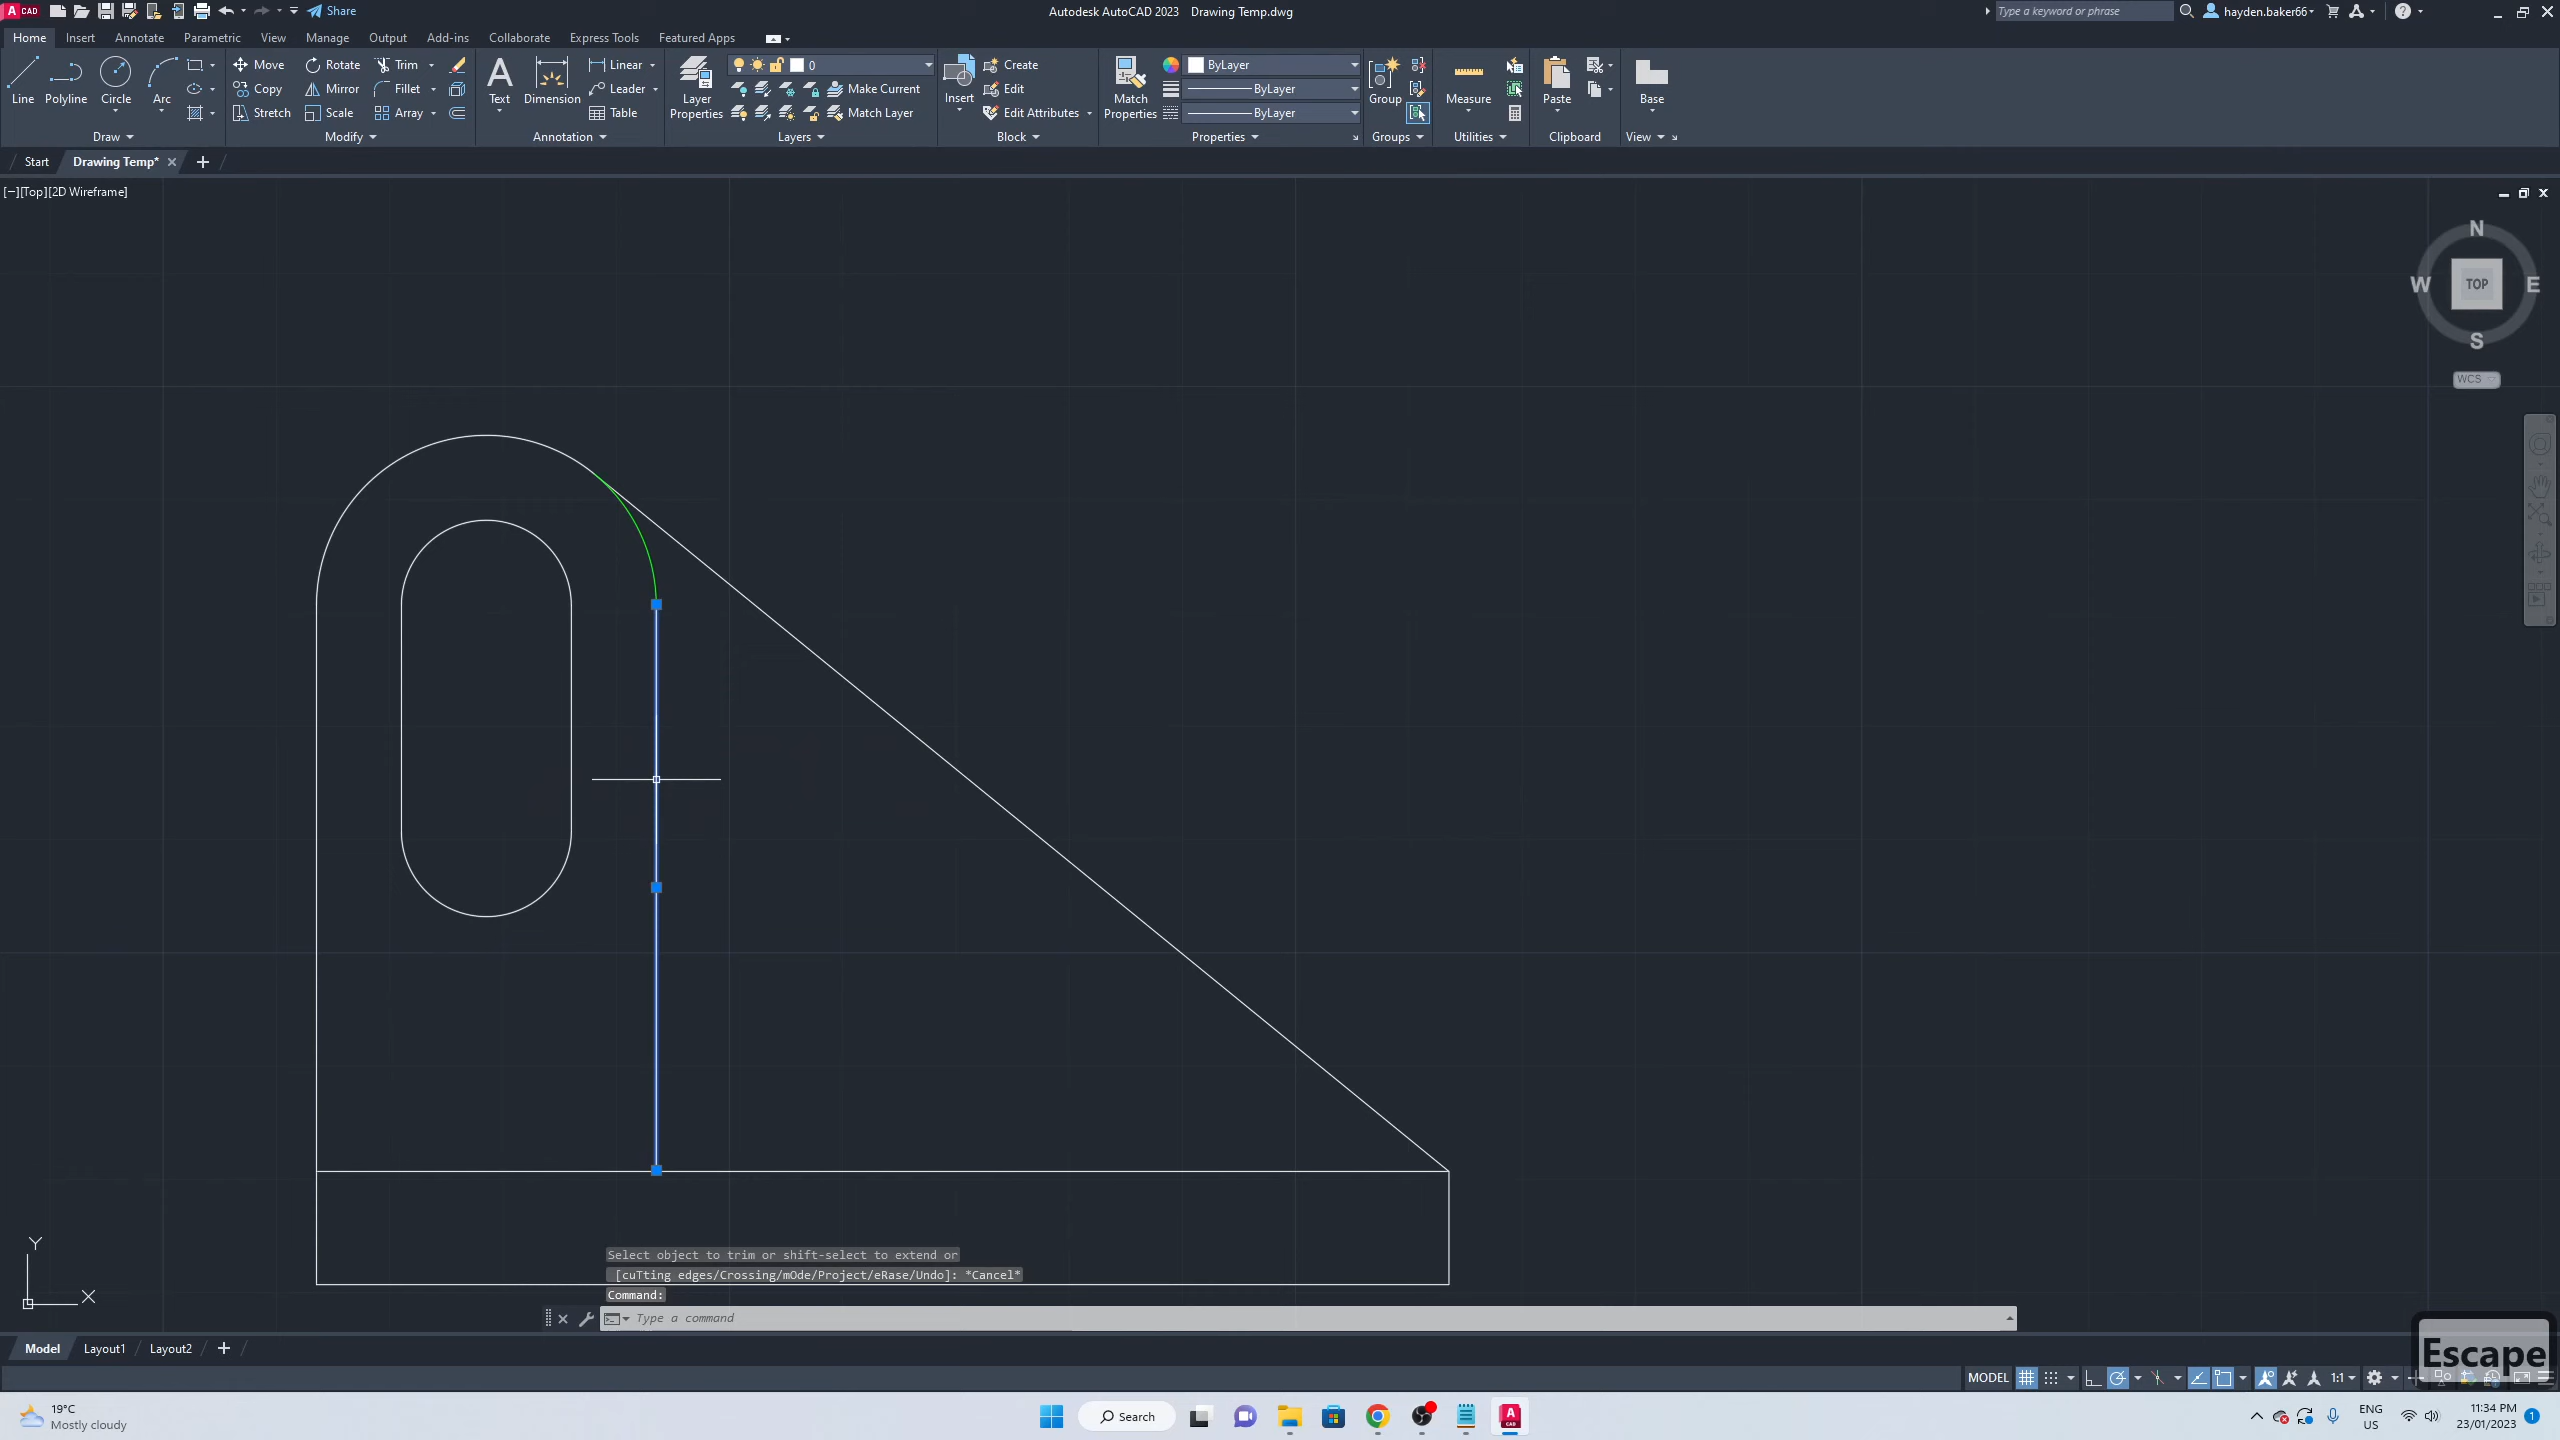 A CAD
Share
Autodesk AutoCAD 2023 Drawing Temp.dwg
Type a keyword or phrase
hayden.baker66
Home Insert Annotate Parametric View Manage Output Add-ins Collaborate Express Tools Featured Apps
Line Polyline Circle Arc
Move Rotate Trim
Copy Mirror Fillet
Stretch Scale Array
Text Dimension
Linear
Leader
Table
Layer
Properties
0
Make Current
Match Layer
Insert
Create
Edit
Edit Attributes
Match
Properties
ByLayer
ByLayer
ByLayer
Group
Measure
Paste
Base
Draw Modify Annotation Layers Block Properties Groups Utilities Clipboard View
Start Drawing Temp*
[−][Top][2D Wireframe]
N
W TOP E
S
WCS
Y
X
Select object to trim or shift-select to extend or
[cuTting edges/Crossing/mOde/Project/eRase/Undo]: *Cancel*
Command:
Type a command
Model Layout1 Layout2
Escape
MODEL 1:1
19°C
Mostly cloudy
Search
A
CAD
ENG
US
11:34 PM
23/01/2023
1